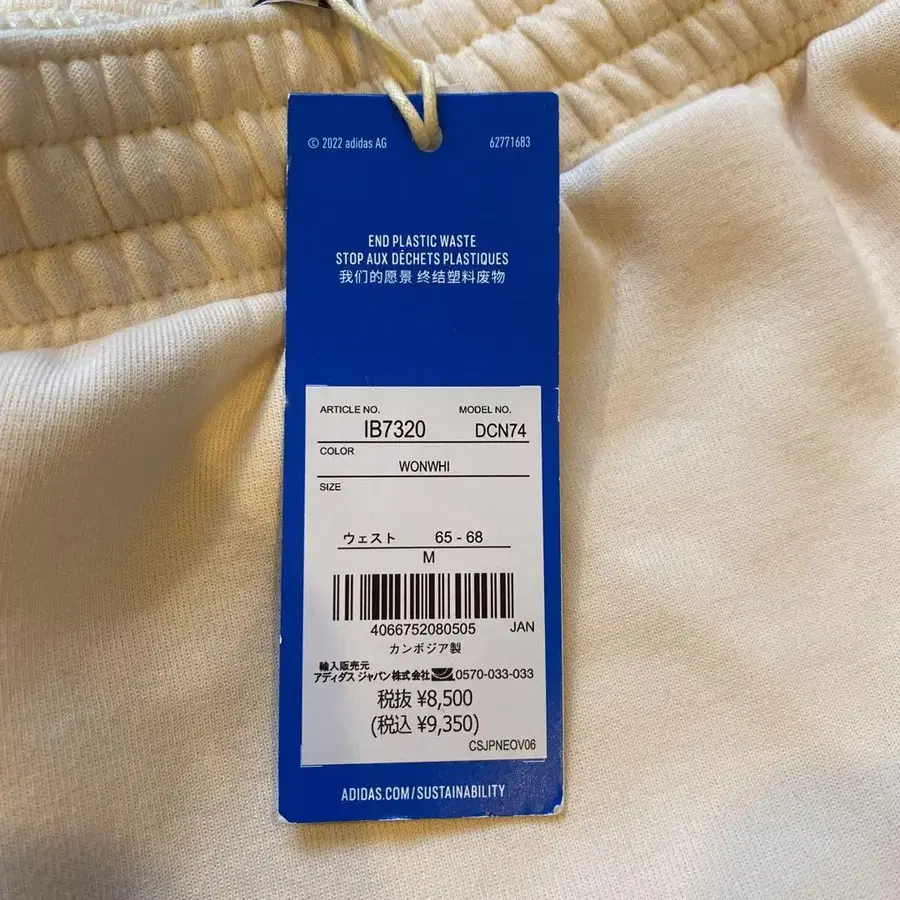 © 2022 adidas AG 62771683
END PLASTIC WASTE
STOP AUX DÉCHETS PLASTIQUES
我们的愿景 终结塑料废物
ARTICLE NO. MODEL NO.
IB7320 DCN74
COLOR
WONWHI
SIZE
ウェスト 65 - 68
M
4066752080505 JAN
カンボジア製
輸入販売元
アディダス ジャパン株式会社 0570-033-033
税抜 ¥8,500
(税込 ¥9,350)
CSJPNEOV06
ADIDAS.COM/SUSTAINABILITY